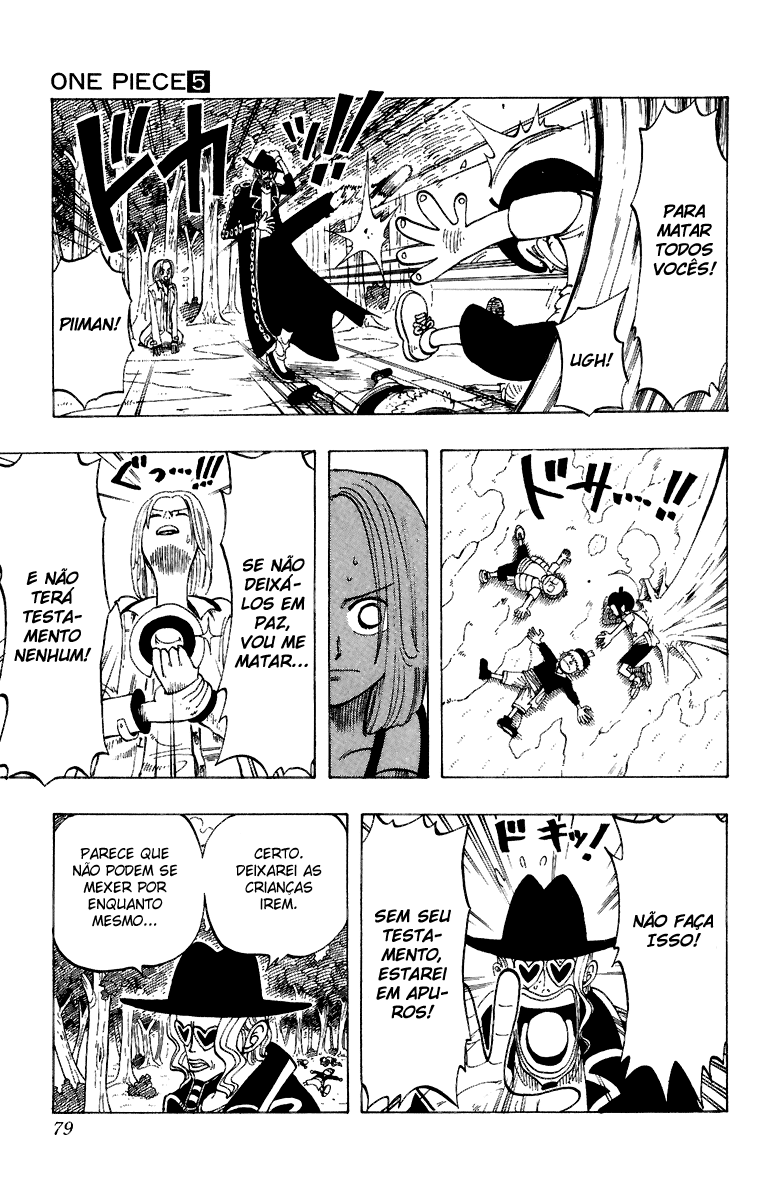 ONE PIECE 5
ドカッ!!!
PARA
MATAR
TODOS
VOCÊS!
UGH!
PIIMAN!
ドサ....!!
SE NÃO
DEIXÁ-
LOS EM
PAZ,
VOU ME
MATAR...
ぐっ...!!!
E NÃO
TERÁ
TESTA-
MENTO
NENHUM!
ドキッ!
NÃO FAÇA
ISSO!
SEM SEU
TESTA-
MENTO,
ESTAREI
EM APU-
ROS!
CERTO.
DEIXAREI AS
CRIANÇAS
IREM.
PARECE QUE
NÃO PODEM SE
MEXER POR
ENQUANTO
MESMO...
79